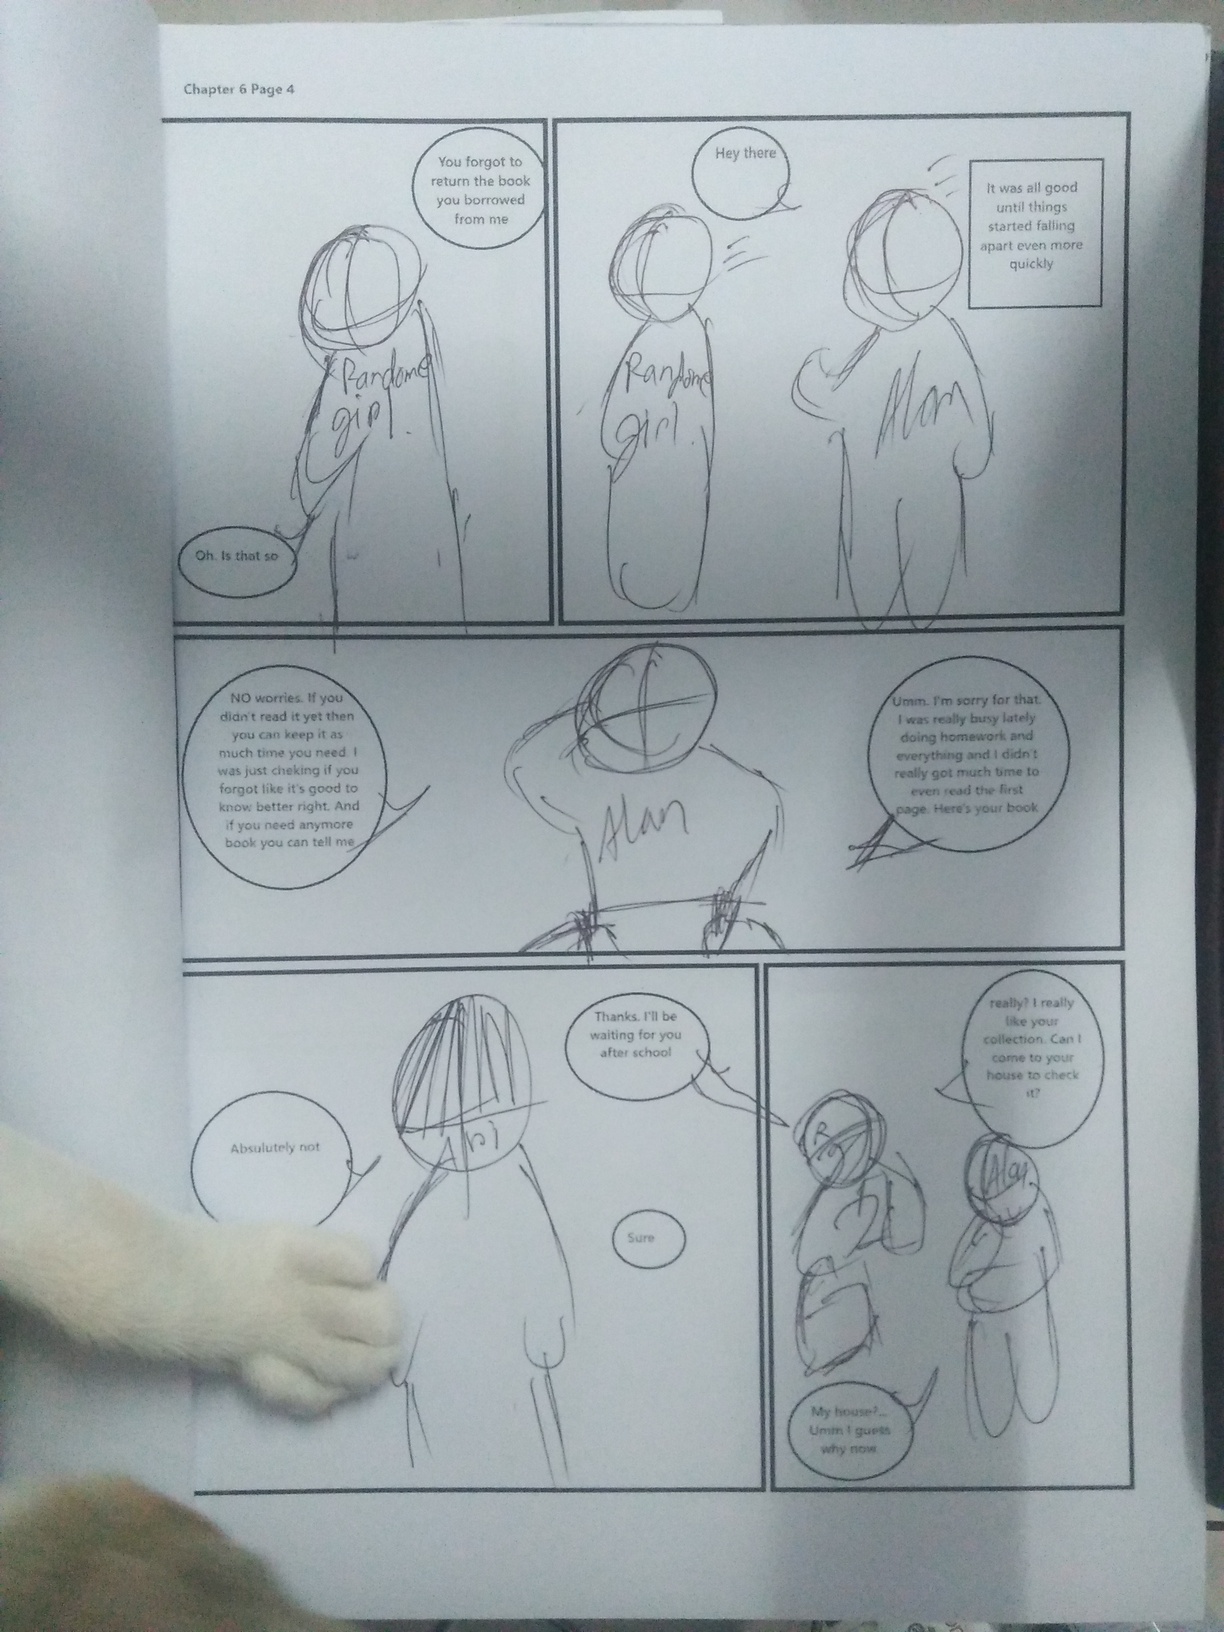 Chapter 6 Page 4
It was all good
until things
started falling
apart even more
quickly
Hey there
Alan
Randome
girl.
You forgot to
return the book
you borrowed
from me
Randome
girl.
Oh. Is that so
Umm. I'm sorry for that.
I was really busy lately
doing homework and
everything and I didn't
really got much time to
even read the first
page. Here's your book
Alan
NO worries. If you
didn't read it yet then
you can keep it as
much time you need. I
was just cheking if you
forgot like it's good to
know better right. And
if you need anymore
book you can tell me
really? I really
like your
collection. Can I
come to your
house to check
it?
Alan
My house?...
Umm I guess
why now
Thanks. I'll be
waiting for you
after school
Sure
Absulutely not